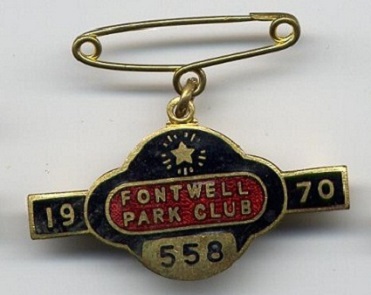 19 70
FONTWELL
PARK CLUB
558